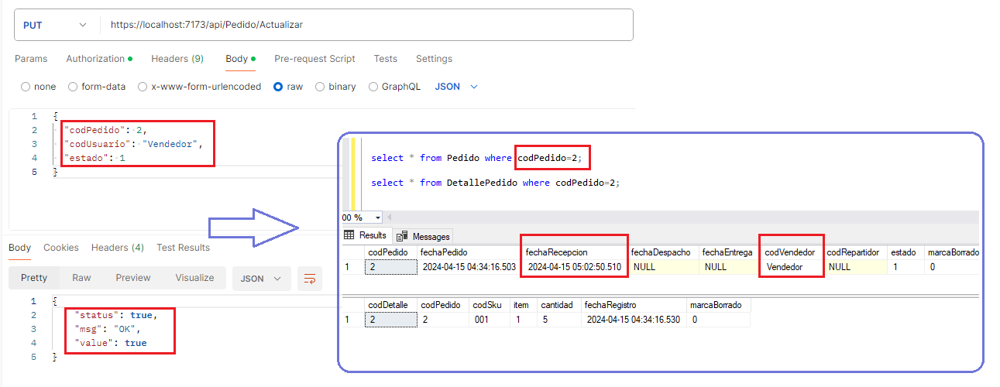 PUT https://localhost:7173/api/Pedido/Actualizar
Params Authorization Headers (9) Body Pre-request Script Tests Settings
none form-data x-www-form-urlencoded raw binary GraphQL JSON
1 {
2 "codPedido": 2,
3 "codUsuario": "Vendedor",
4 "estado": 1
5 }
Body Cookies Headers (4) Test Results
Pretty Raw Preview Visualize JSON
1 {
2 "status": true,
3 "msg": "OK",
4 "value": true
5 }
select * from Pedido where codPedido=2;
select * from DetallePedido where codPedido=2;
00 %
Results Messages
codPedido fechaPedido fechaRecepcion fechaDespacho fechaEntrega codVendedor codRepartidor estado marcaBorrado
1 2 2024-04-15 04:34:16.503 2024-04-15 05:02:50.510 NULL NULL Vendedor NULL 1 0
codDetalle codPedido codSku item cantidad fechaRegistro marcaBorrado
1 2 2 001 1 5 2024-04-15 04:34:16.530 0